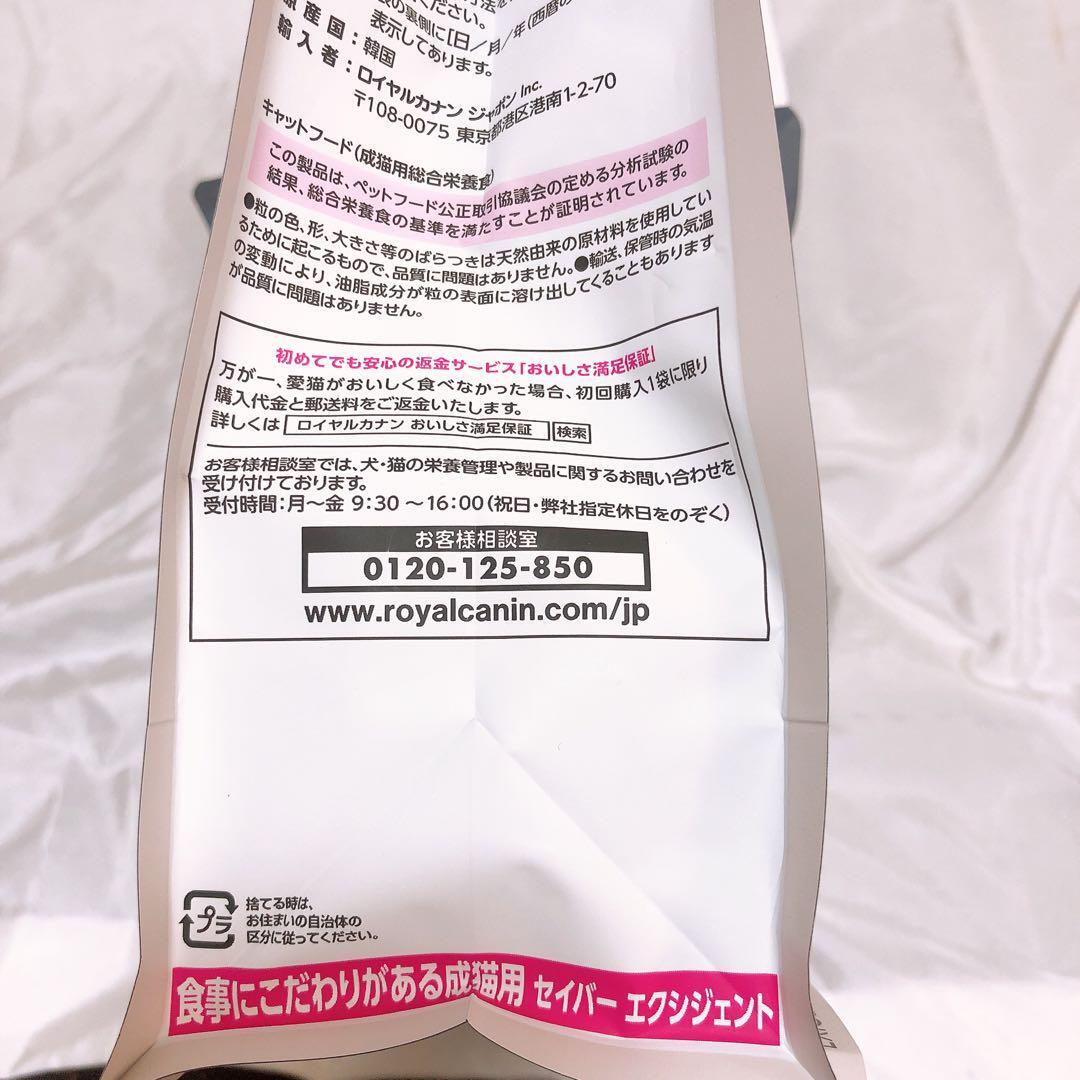 ください。
の裏側に[日/月/年(西暦の
表示してあります。
原産国：韓国
輸入者：ロイヤルカナン ジャポン Inc.
〒108-0075 東京都港区港南1-2-70
キャットフード(成猫用総合栄養食)
この製品は、ペットフード公正取引協議会の定める分析試験の
結果、総合栄養食の基準を満たすことが証明されています。
●粒の色、形、大きさ等のばらつきは天然由来の原材料を使用してい
るために起こるもので、品質に問題はありません。●輸送、保管時の気温
の変動により、油脂成分が粒の表面に溶け出してくることもあります
が品質に問題はありません。
初めてでも安心の返金サービス「おいしさ満足保証」
万が一、愛猫がおいしく食べなかった場合、初回購入1袋に限り
購入代金と郵送料をご返金いたします。
詳しくは ロイヤルカナン おいしさ満足保証 検索
お客様相談室では、犬・猫の栄養管理や製品に関するお問い合わせを
受け付けております。
受付時間：月～金 9：30 ～16：00(祝日・弊社指定休日をのぞく)
お客様相談室
0120-125-850
www.royalcanin.com/jp
プラ
捨てる時は、
お住まいの自治体の
区分に従ってください。
食事にこだわりがある成猫用 セイバー エクシジェント